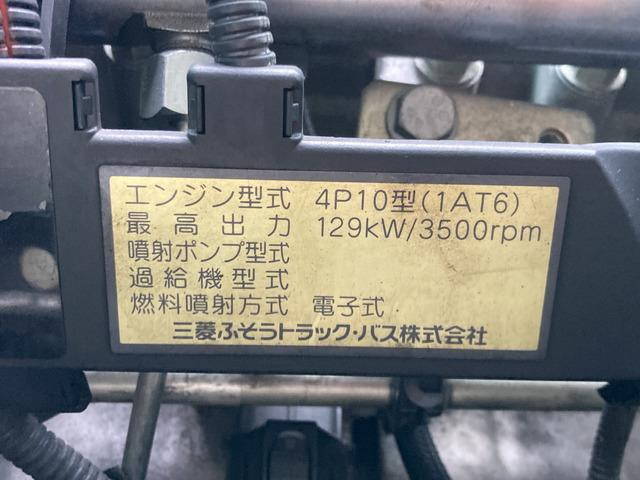 エンジン型式 4P10型(1AT6)
最高出力 129kW/3500rpm
噴射ポンプ型式
過給機型式
燃料噴射方式 電子式
三菱ふそうトラック・バス株式会社